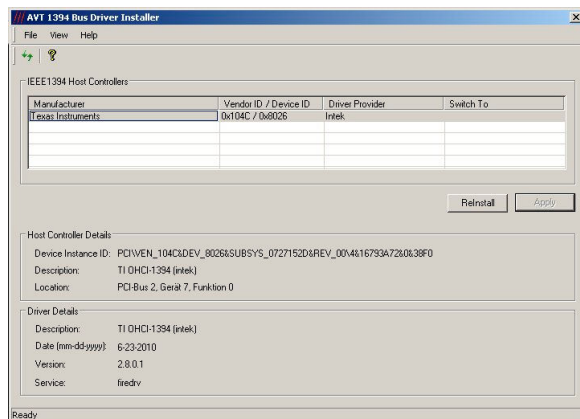 AVT 1394 Bus Driver Installer
File View Help
IEEE1394 Host Controllers
Manufacturer Vendor ID / Device ID Driver Provider Switch To
Texas Instruments 0x104C / 0x8026 Intek
ReInstall Apply
Host Controller Details
Device Instance ID: PCI\VEN_104C&DEV_8026&SUBSYS_0727152D&REV_00\4&16793A72&0&38F0
Description: TI OHCI-1394 (intek)
Location: PCI-Bus 2, Gerät 7, Funktion 0
Driver Details
Description: TI OHCI-1394 (intek)
Date (mm-dd-yyyy): 6-23-2010
Version: 2.8.0.1
Service: firedrv
Ready